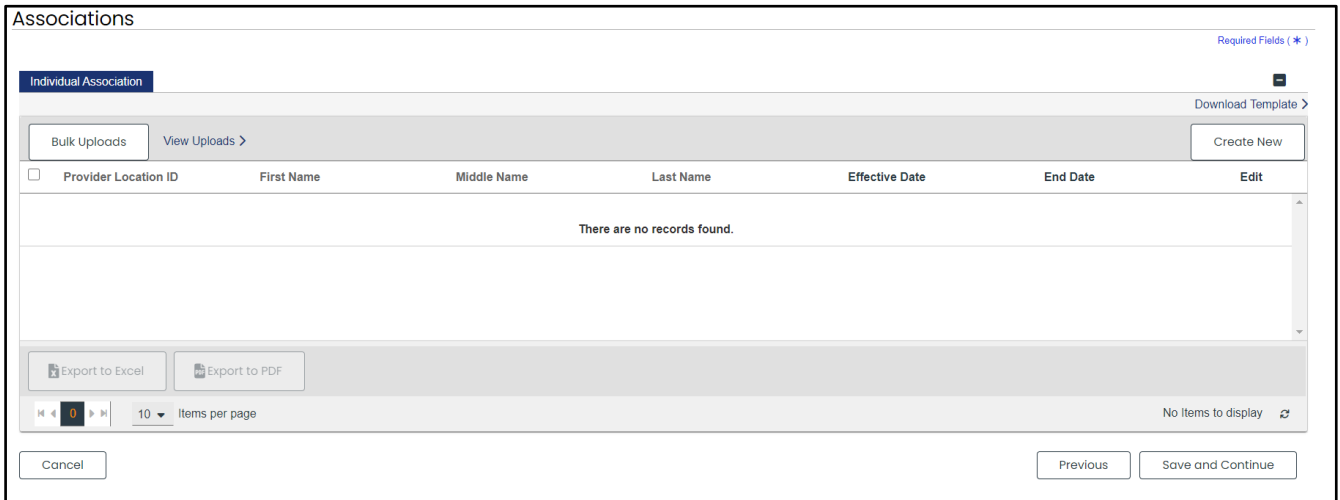 Associations
Required Fields ( * )
Individual Association
Download Template >
Bulk Uploads View Uploads > Create New
Provider Location ID First Name Middle Name Last Name Effective Date End Date Edit
There are no records found.
Export to Excel Export to PDF
0 10 Items per page No Items to display
Cancel Previous Save and Continue